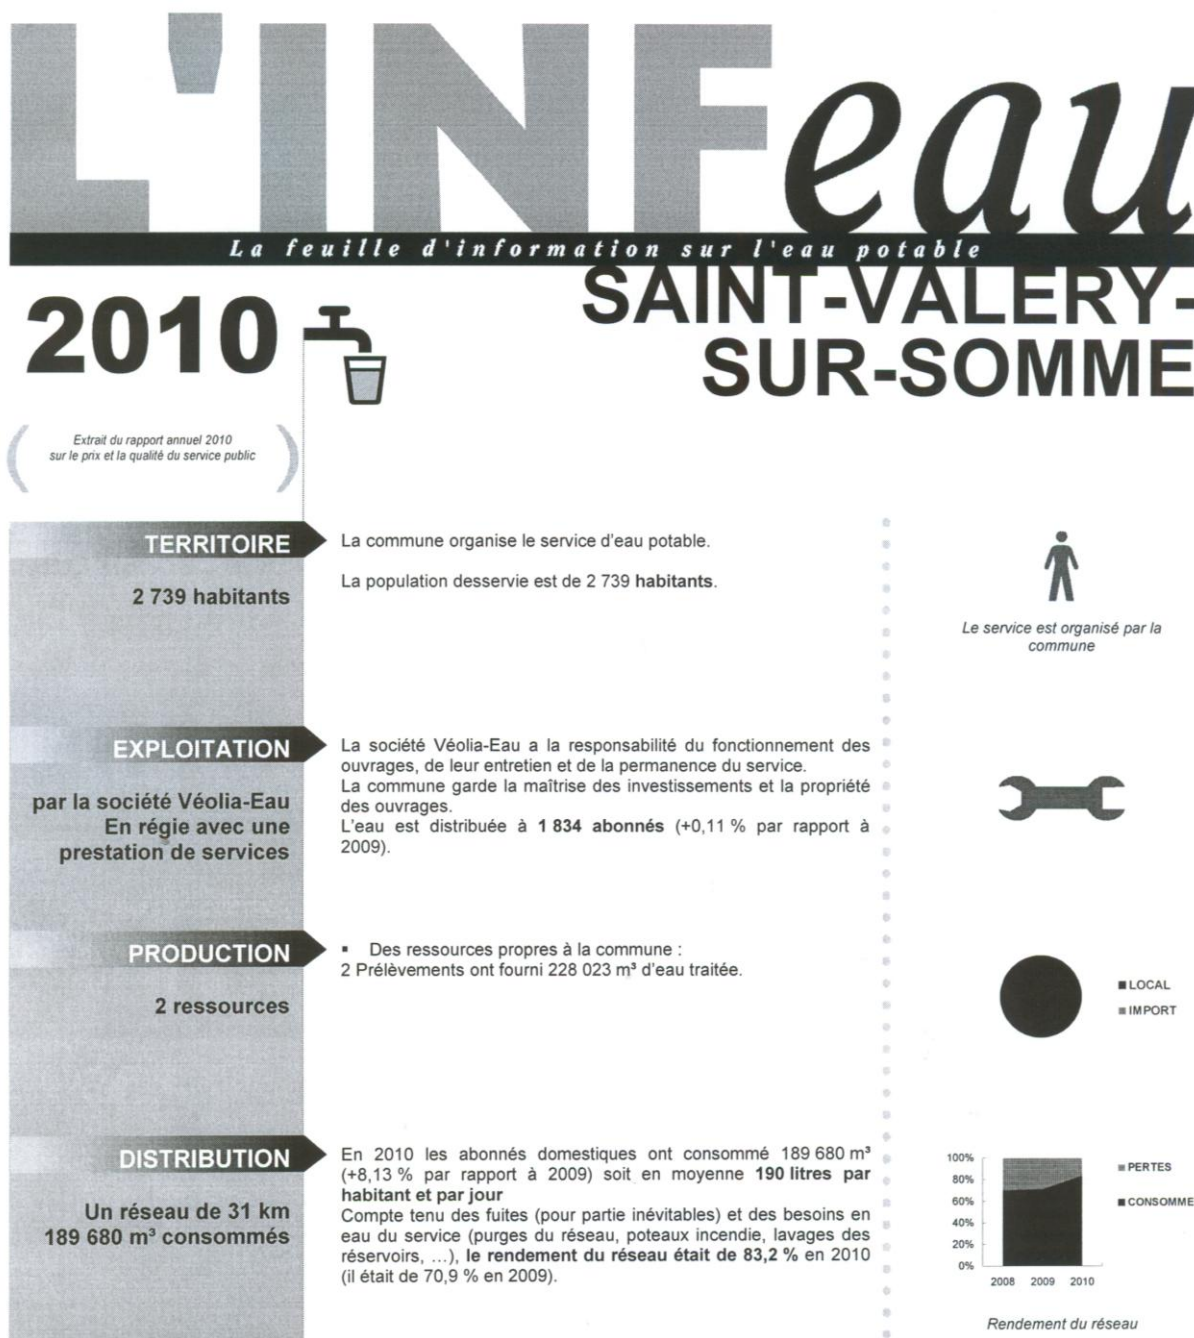 L'INFeau
La feuille d'information sur l'eau potable
2010
SAINT-VALERY-
SUR-SOMME
Extrait du rapport annuel 2010
sur le prix et la qualité du service public
TERRITOIRE
2 739 habitants
La commune organise le service d'eau potable.
La population desservie est de 2 739 habitants.
Le service est organisé par la
commune
EXPLOITATION
par la société Véolia-Eau
En régie avec une
prestation de services
La société Véolia-Eau a la responsabilité du fonctionnement des
ouvrages, de leur entretien et de la permanence du service.
La commune garde la maîtrise des investissements et la propriété
des ouvrages.
L'eau est distribuée à 1 834 abonnés (+0,11 % par rapport à
2009).
PRODUCTION
2 ressources
▪ Des ressources propres à la commune :
2 Prélèvements ont fourni 228 023 m³ d'eau traitée.
LOCAL
IMPORT
DISTRIBUTION
Un réseau de 31 km
189 680 m³ consommés
En 2010 les abonnés domestiques ont consommé 189 680 m³
(+8,13 % par rapport à 2009) soit en moyenne 190 litres par
habitant et par jour
Compte tenu des fuites (pour partie inévitables) et des besoins en
eau du service (purges du réseau, poteaux incendie, lavages des
réservoirs, …), le rendement du réseau était de 83,2 % en 2010
(il était de 70,9 % en 2009).
100%
80%
60%
40%
20%
0%
2008 2009 2010
PERTES
CONSOMME
Rendement du réseau